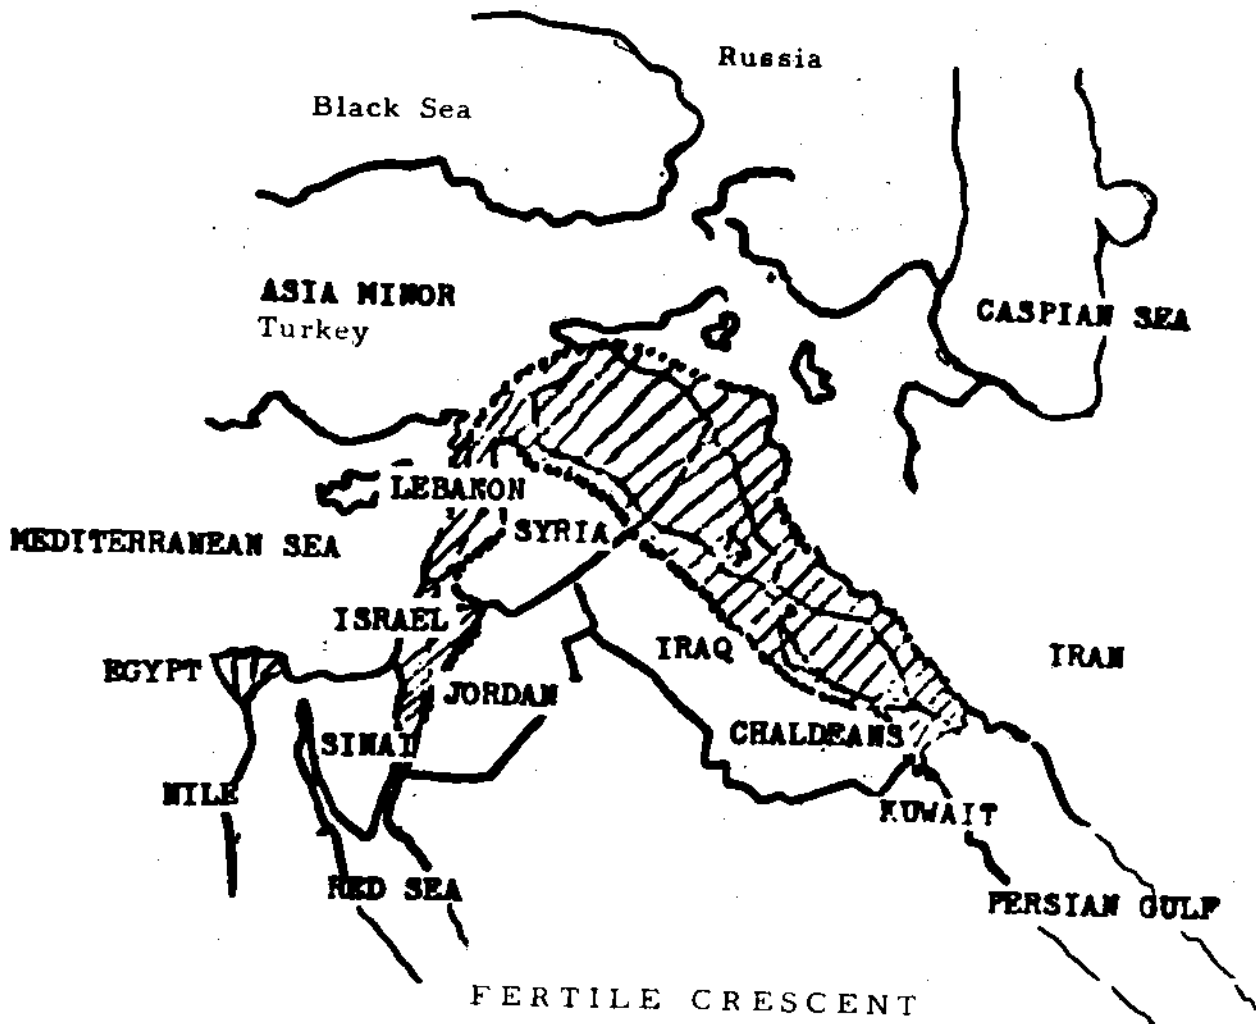 Russia
Black Sea
ASIA MINOR
Turkey
CASPIAN SEA
LEBANON
SYRIA
MEDITERRANEAN SEA
ISRAEL
IRAQ
IRAN
EGYPT
JORDAN
SINAI
CHALDEANS
NILE
KUWAIT
RED SEA
PERSIAN GULF
FERTILE CRESCENT